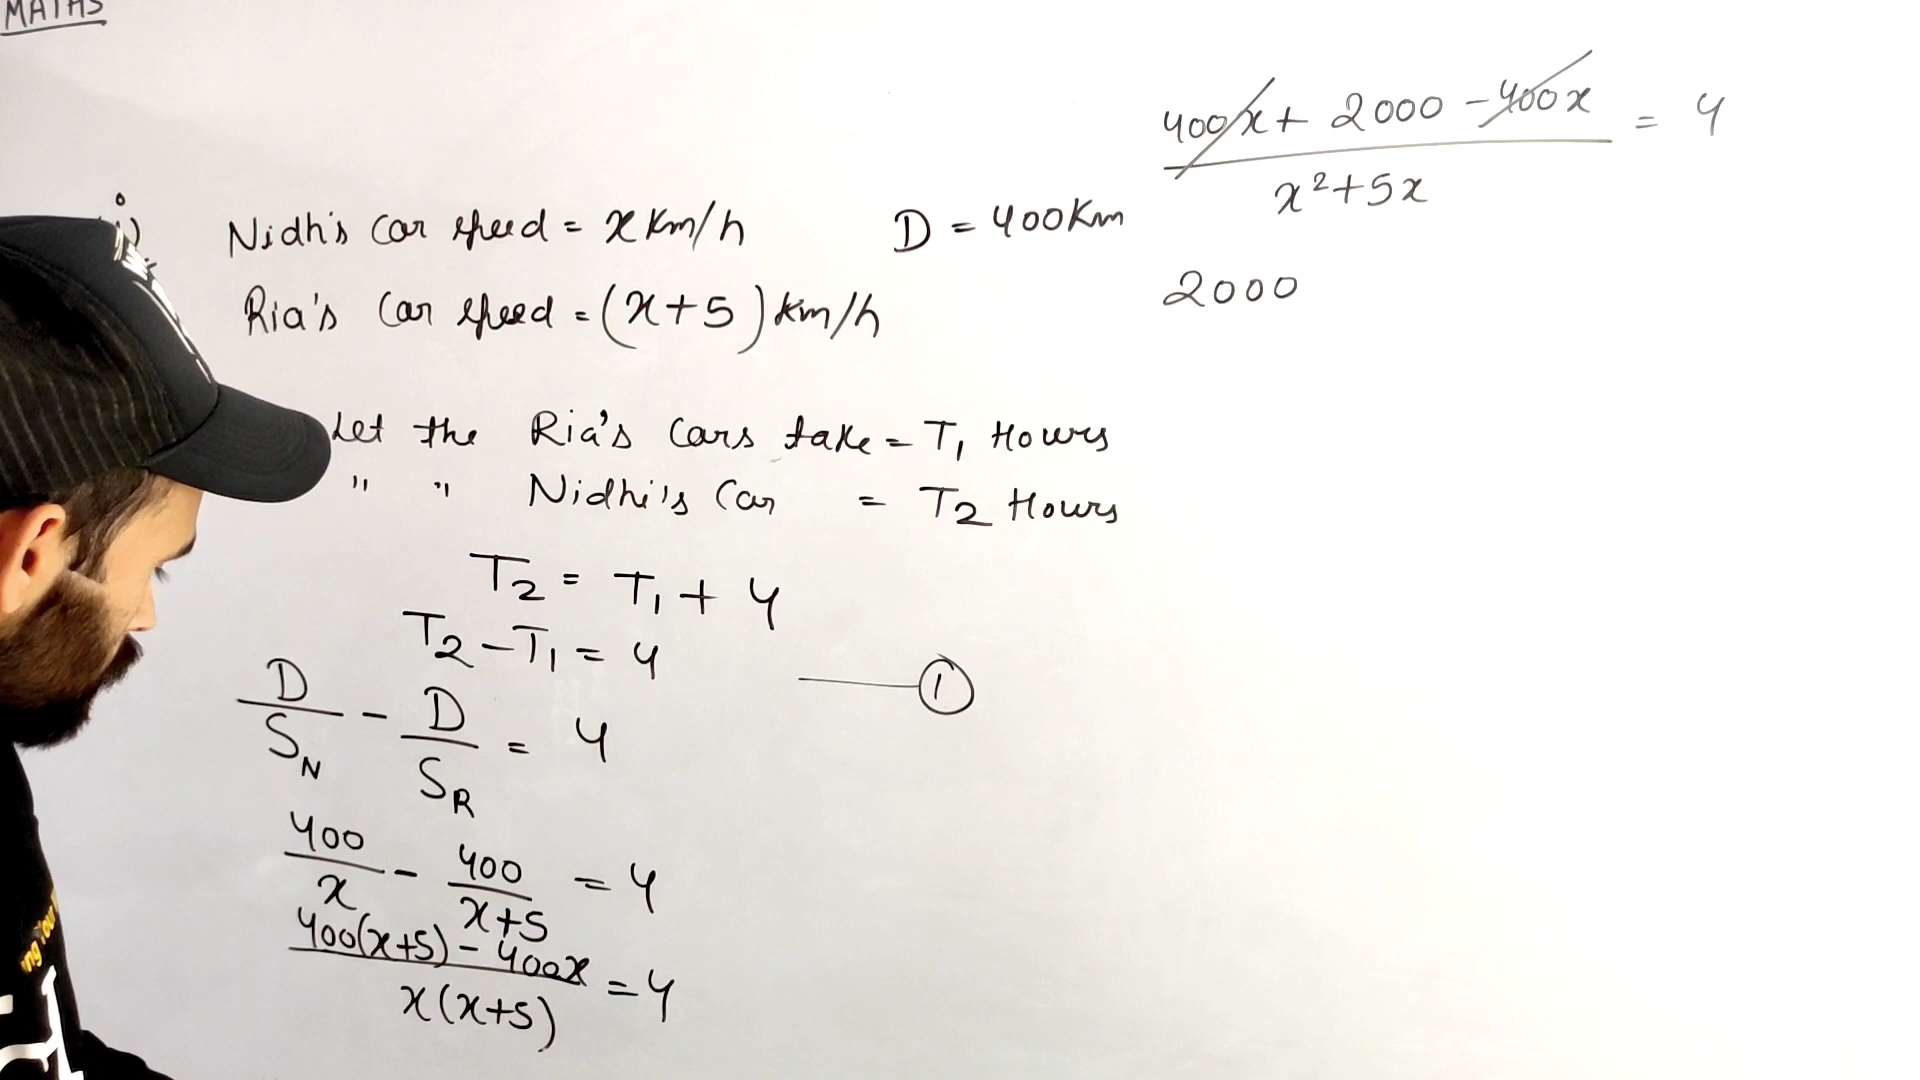 MATHS
i)
Nidhi's Car speed = x Km/h
D = 400Km
Ria's Car speed = (x+5) km/h
Let the Ria's Cars take = T1 Hours
" " Nidhi's Car = T2 Hours
T2 = T1 + 4
T2 - T1 = 4 ——①
D/SN - D/SR = 4
400/x - 400/x+5 = 4
400(x+5) - 400x / x(x+5) = 4
400x + 2000 - 400x / x²+5x = 4
2000